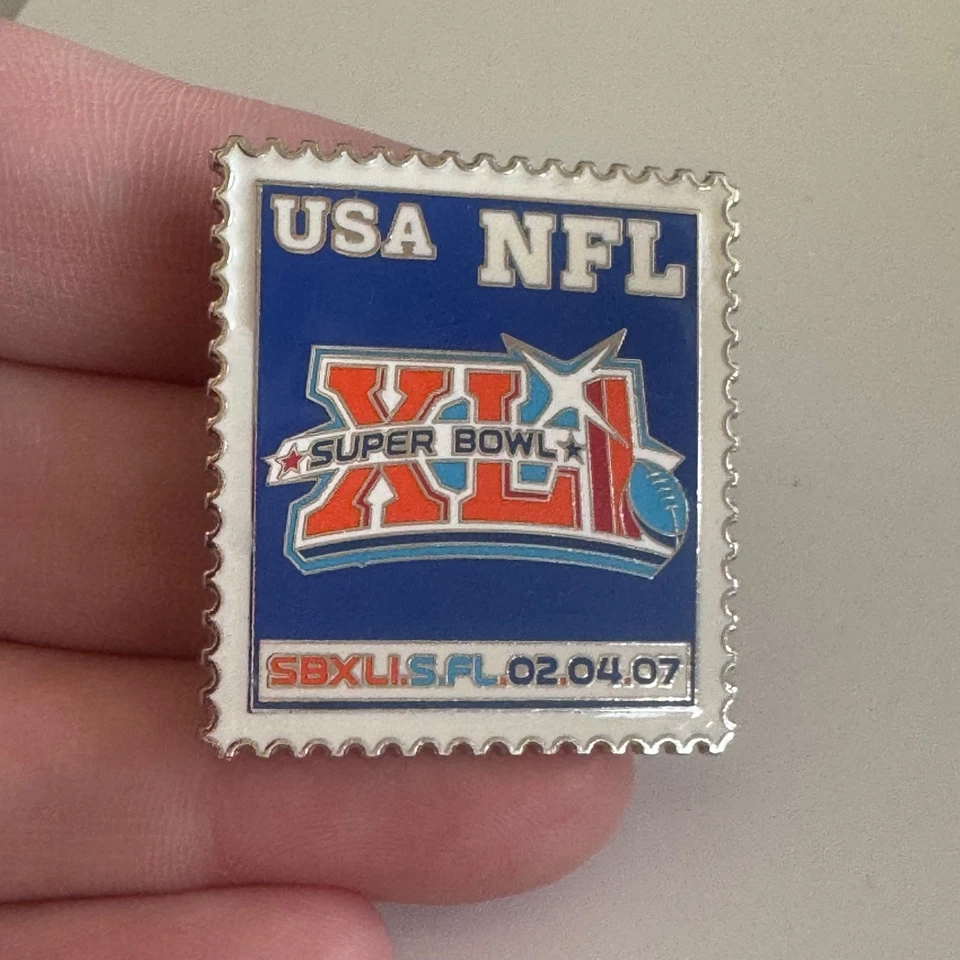 USA NFL
XLI
SUPER BOWL
SBXLI.S.FL.02.04.07